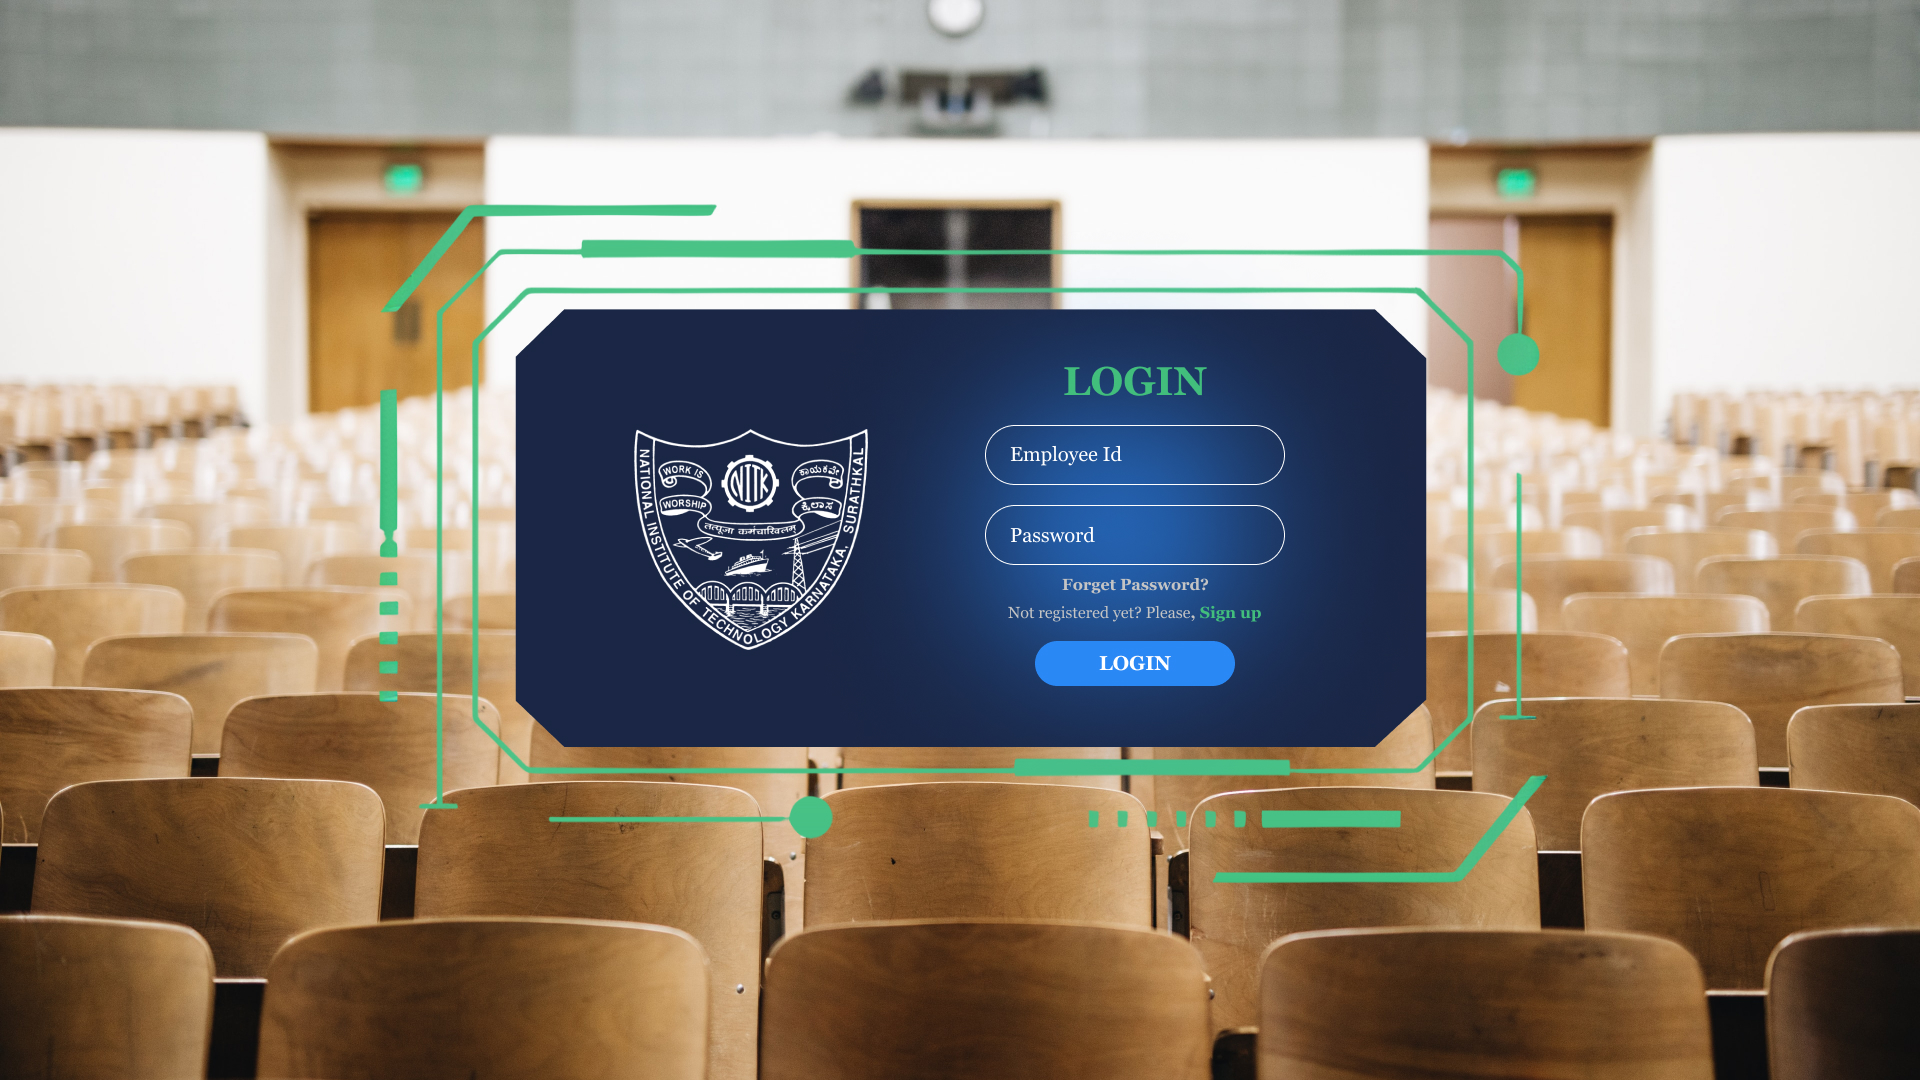 LOGIN
Employee Id
Password
Forget Password?
Not registered yet? Please, Sign up
LOGIN
NATIONAL INSTITUTE OF TECHNOLOGY KARNATAKA, SURATHKAL
WORK IS
WORSHIP
NITK
ಕಾಯಕವೇ
ಕೈಲಾಸ
तत्पूजा कर्मचाखिलम्